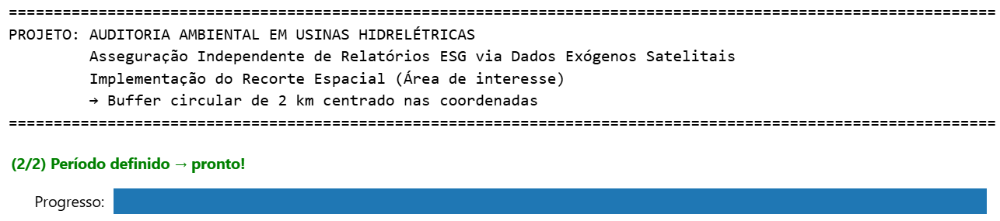 ==============================================================================================================
PROJETO: AUDITORIA AMBIENTAL EM USINAS HIDRELÉTRICAS
Asseguração Independente de Relatórios ESG via Dados Exógenos Satelitais
Implementação do Recorte Espacial (Área de interesse)
→ Buffer circular de 2 km centrado nas coordenadas
==============================================================================================================
(2/2) Período definido → pronto!
Progresso: